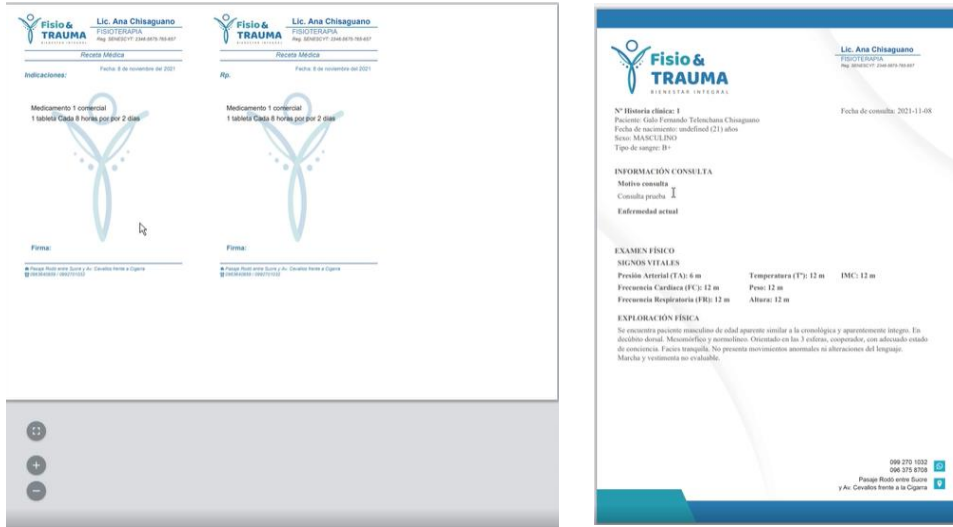 Fisio &
TRAUMA
BIENESTAR INTEGRAL
Lic. Ana Chisaguano
FISIOTERAPIA
Reg. SENESCYT:
Receta Médica
Fecha: 8 de noviembre del 2021
Indicaciones:
Medicamento 1 comercial
1 tableta Cada 8 horas por por 2 días
Firma:
Pasaje Rodó entre Sucre y Av. Cevallos frente a Cigarra
Fisio &
TRAUMA
BIENESTAR INTEGRAL
Lic. Ana Chisaguano
FISIOTERAPIA
Reg. SENESCYT:
Receta Médica
Fecha: 8 de noviembre del 2021
Rp.
Medicamento 1 comercial
1 tableta Cada 8 horas por por 2 días
Firma:
Pasaje Rodó entre Sucre y Av. Cevallos frente a Cigarra
Fisio &
TRAUMA
BIENESTAR INTEGRAL
Lic. Ana Chisaguano
FISIOTERAPIA
Reg. SENESCYT:
Nº Historia clínica: 1
Fecha de consulta: 2021-11-08
Paciente: Galo Fernando Telenchana Chisaguano
Fecha de nacimiento: undefined (21) años
Sexo: MASCULINO
Tipo de sangre: B+
INFORMACIÓN CONSULTA
Motivo consulta
Consulta prueba
Enfermedad actual
EXAMEN FÍSICO
SIGNOS VITALES
Presión Arterial (TA): 6 m Temperatura (Tº): 12 m IMC: 12 m
Frecuencia Cardíaca (FC): 12 m Peso: 12 m
Frecuencia Respiratoria (FR): 12 m Altura: 12 m
EXPLORACIÓN FÍSICA
Se encuentra paciente masculino de edad aparente similar a la cronológica y aparentemente íntegro. En
decúbito dorsal. Mesomórfico y normolíneo. Orientado en las 3 esferas, cooperador, con adecuado estado
de conciencia. Facies tranquila. No presenta movimientos anormales ni alteraciones del lenguaje.
Marcha y vestimenta no evaluable.
099 270 1032
096 375 8708
Pasaje Rodó entre Sucre
y Av. Cevallos frente a la Cigarra